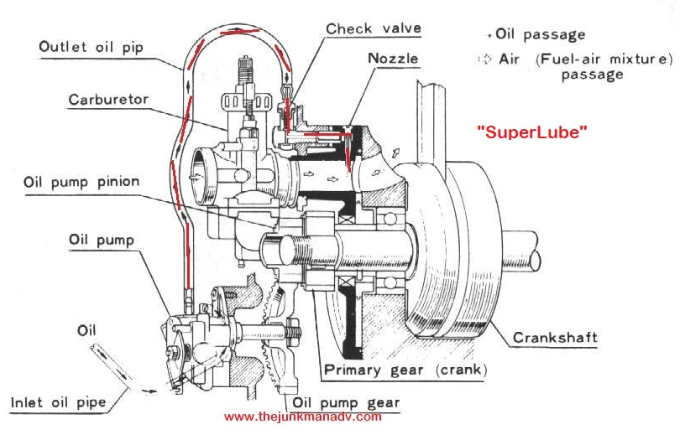 Check valve
Oil passage
Outlet oil pip
Nozzle
Air (Fuel-air mixture)
passage
Carburetor
"SuperLube"
Oil pump pinion
Oil pump
Oil
Crankshaft
Primary gear (crank)
Inlet oil pipe
Oil pump gear
www.thejunkmanadv.com